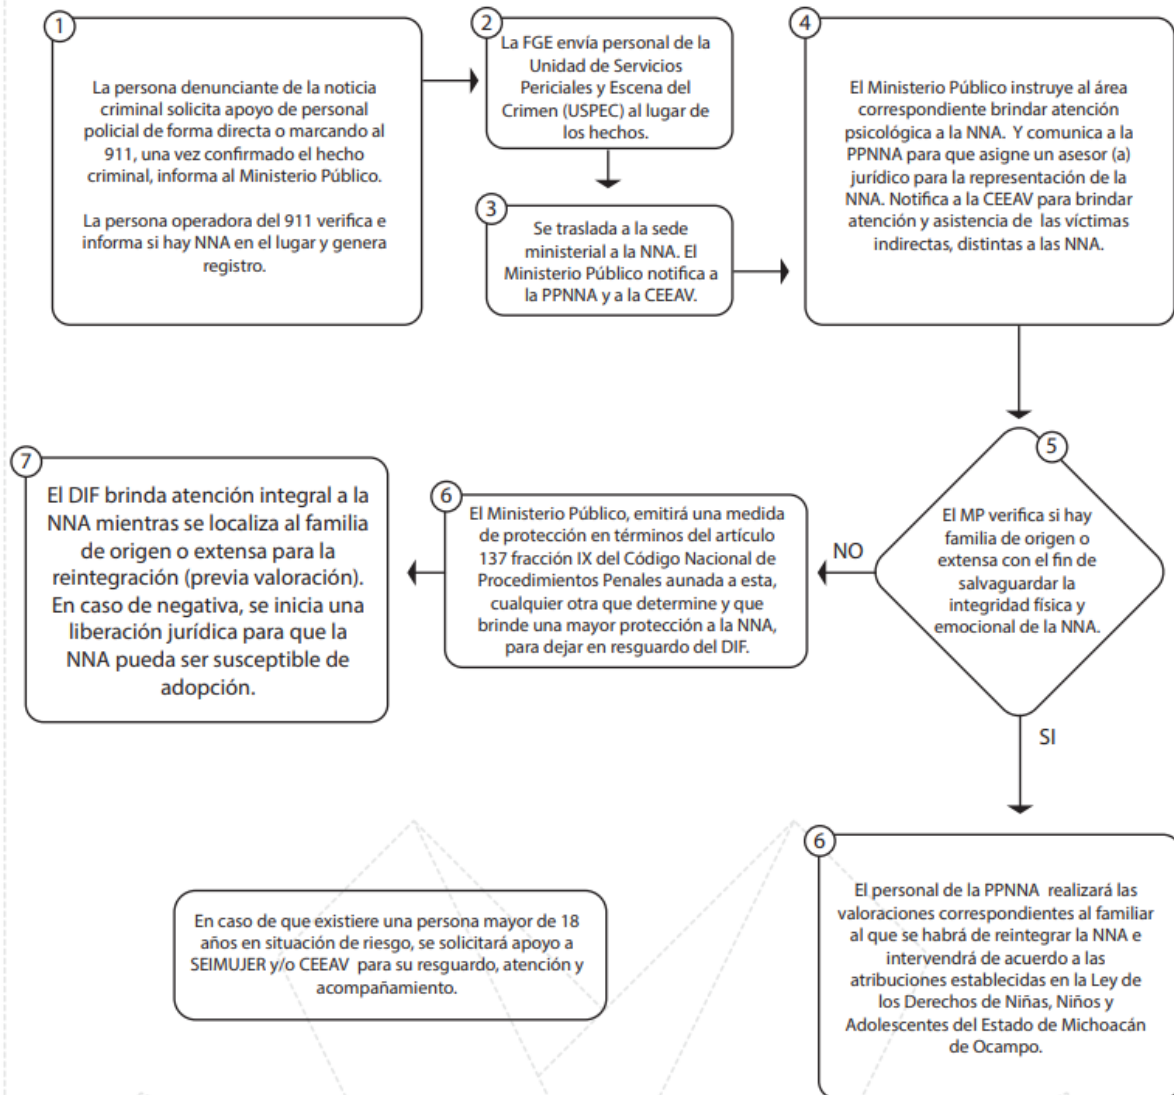 1
La persona denunciante de la noticia
criminal solicita apoyo de personal
policial de forma directa o marcando al
911, una vez confirmado el hecho
criminal, informa al Ministerio Público.
La persona operadora del 911 verifica e
informa si hay NNA en el lugar y genera
registro.
2
La FGE envía personal de la
Unidad de Servicios
Periciales y Escena del
Crimen (USPEC) al lugar de
los hechos.
3
Se traslada a la sede
ministerial a la NNA. El
Ministerio Público notifica a
la PPNNA y a la CEEAV.
4
El Ministerio Público instruye al área
correspondiente brindar atención
psicológica a la NNA.  Y comunica a la
PPNNA para que asigne un asesor (a)
jurídico para la representación de la
NNA. Notifica a la CEEAV para brindar
atención y asistencia de  las víctimas
indirectas, distintas a las NNA.
5
El MP verifica si hay
familia de origen o
extensa con el fin de
salvaguardar la
integridad física y
emocional de la NNA.
NO
6
El Ministerio Público, emitirá una medida
de protección en términos del artículo
137 fracción IX del Código Nacional de
Procedimientos Penales aunada a esta,
cualquier otra que determine y que
brinde una mayor protección a la NNA,
para dejar en resguardo del DIF.
7
El DIF brinda atención integral a la
NNA mientras se localiza al familia
de origen o extensa para la
reintegración (previa valoración).
En caso de negativa, se inicia una
liberación jurídica para que la
NNA pueda ser susceptible de
adopción.
SI
6
El personal de la PPNNA  realizará las
valoraciones correspondientes al familiar
al que se habrá de reintegrar la NNA e
intervendrá de acuerdo a las
atribuciones establecidas en la Ley de
los Derechos de Niñas, Niños y
Adolescentes del Estado de Michoacán
de Ocampo.
En caso de que existiere una persona mayor de 18
años en situación de riesgo, se solicitará apoyo a
SEIMUJER y/o CEEAV  para su resguardo, atención y
acompañamiento.